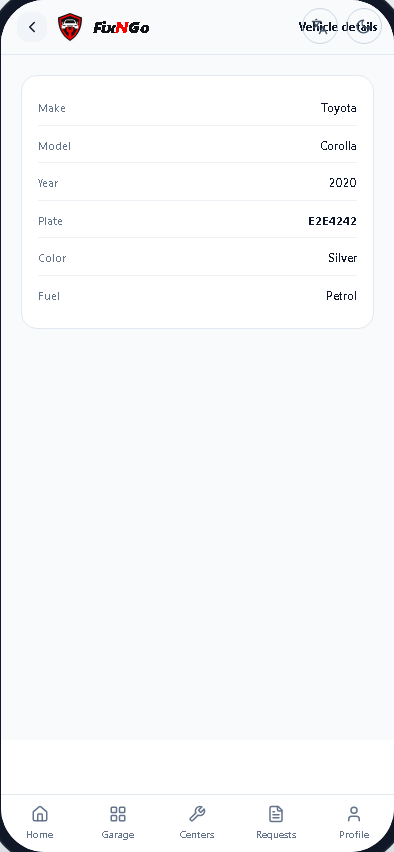 FixNGo
Vehicle details
Make Toyota
Model Corolla
Year 2020
Plate E2E4242
Color Silver
Fuel Petrol
Home Garage Centers Requests Profile